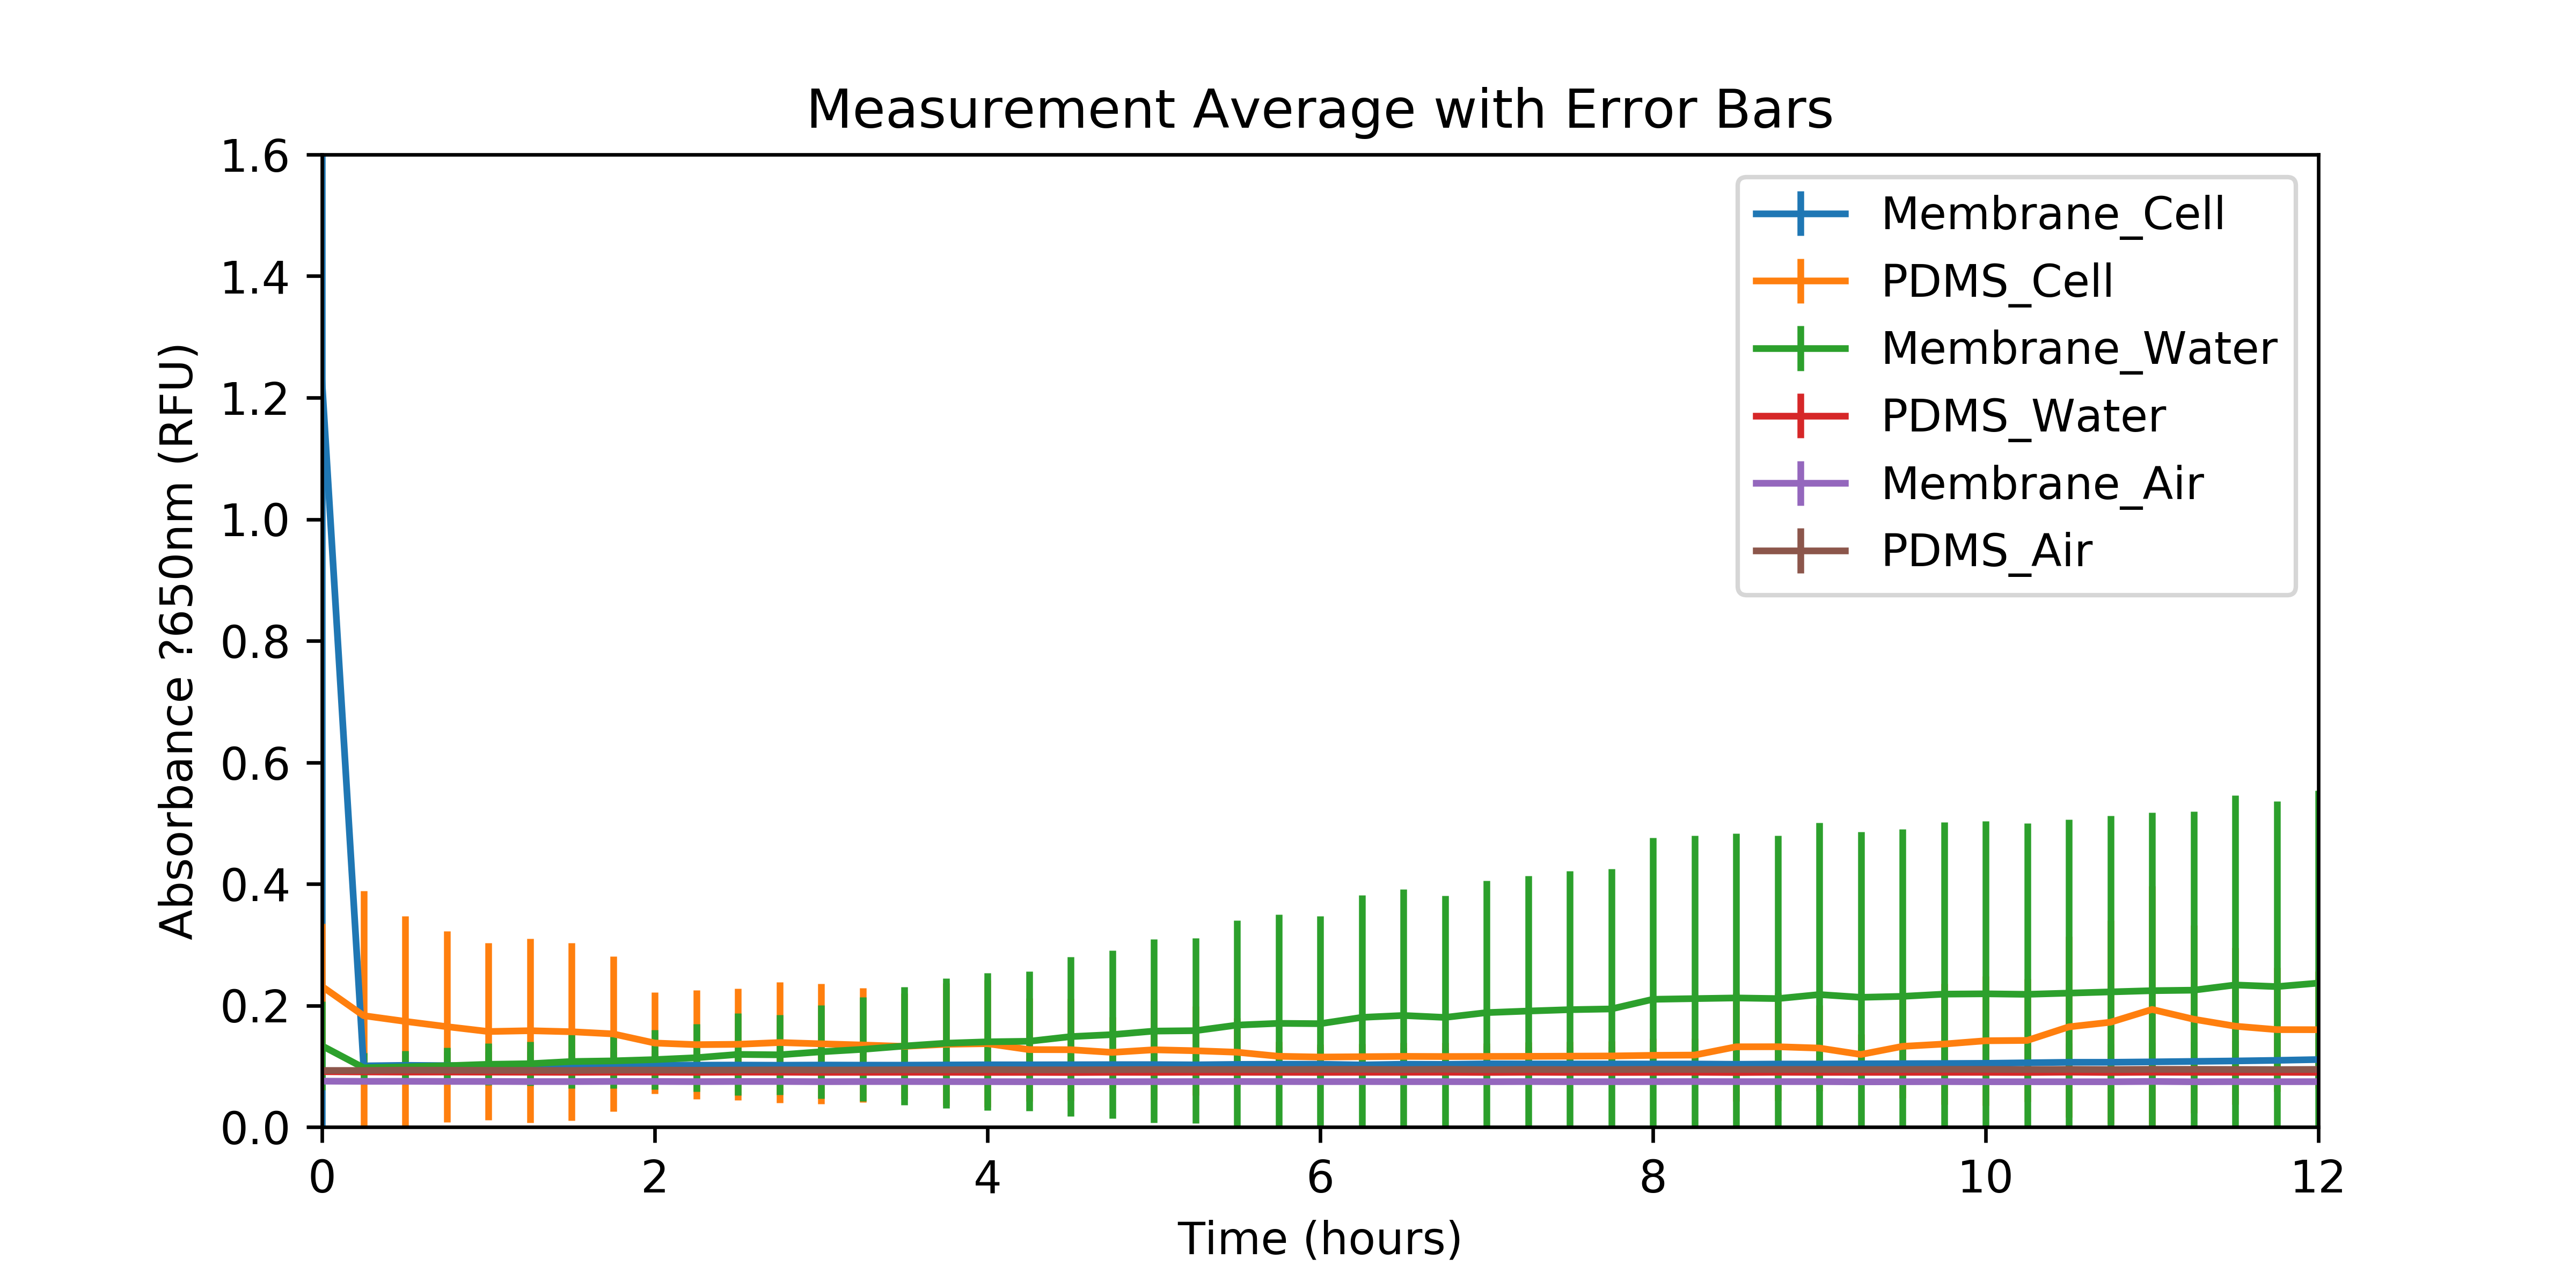 Measurement Average with Error Bars
1.6
1.4
1.2
1.0
0.8
0.6
0.4
0.2
0.0
Absorbance ?650nm (RFU)
Membrane_Cell
PDMS_Cell
Membrane_Water
PDMS_Water
Membrane_Air
PDMS_Air
0 2 4 6 8 10 12
Time (hours)